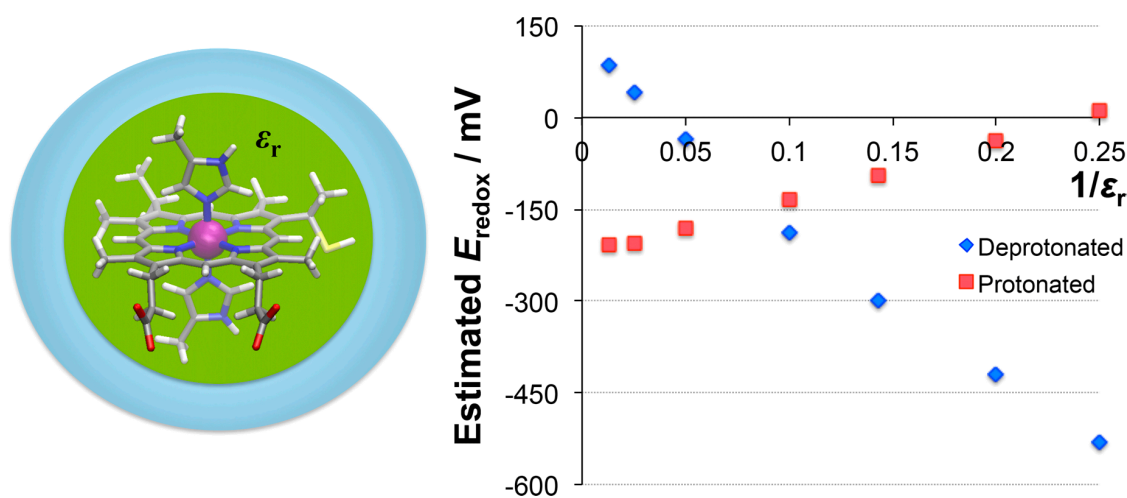 εr
Estimated Eredox / mV
150
0
-150
-300
-450
-600
0
0.05
0.1
0.15
0.2
0.25
1/εr
Deprotonated
Protonated